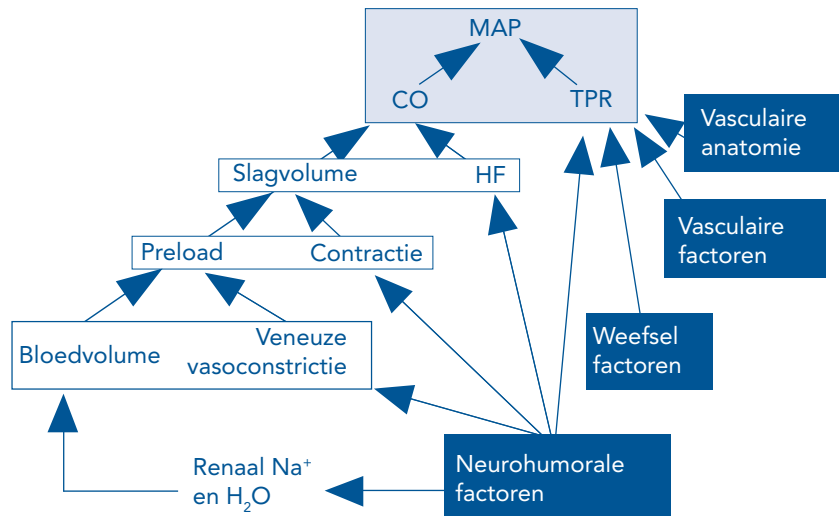 MAP
CO
TPR
Vasculaire
anatomie
Slagvolume
HF
Vasculaire
factoren
Preload
Contractie
Bloedvolume
Veneuze
vasoconstrictie
Weefsel
factoren
Renaal Na⁺
en H₂O
Neurohumorale
factoren